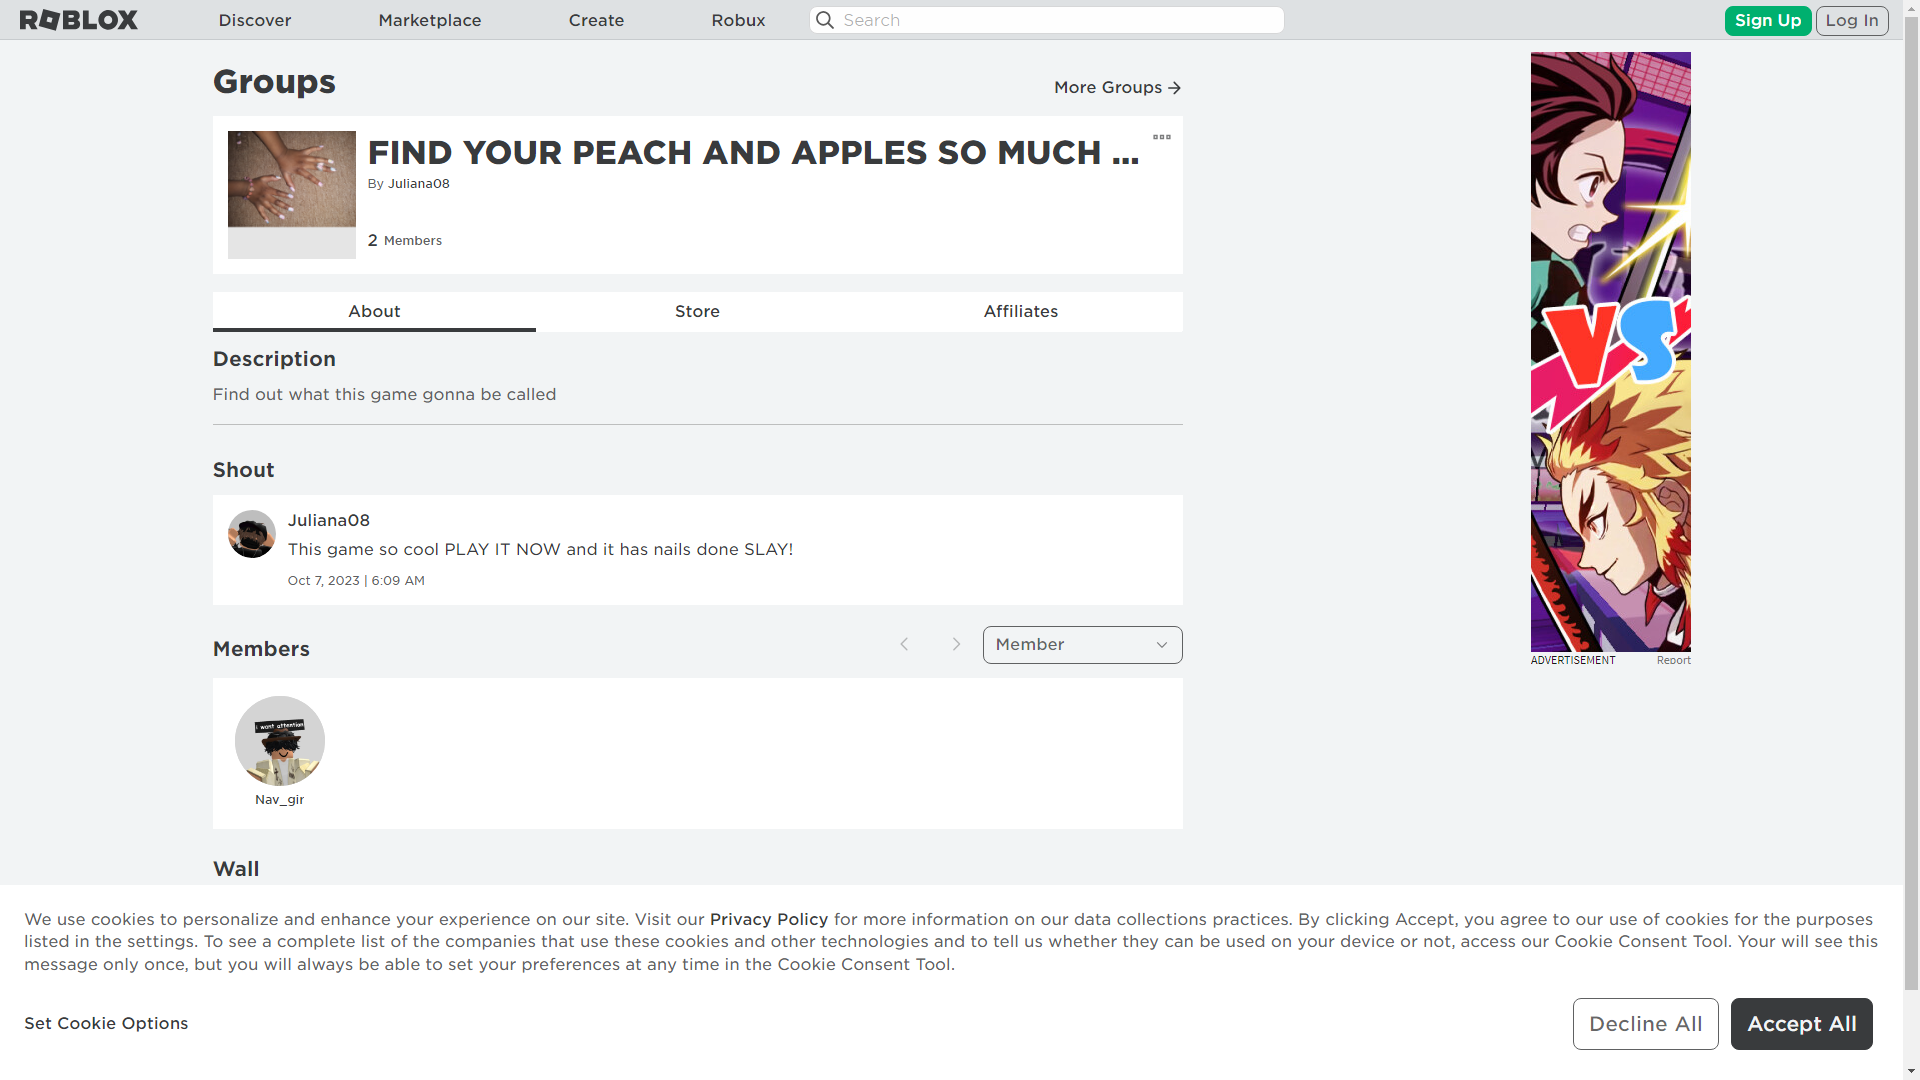 ROBLOX
Discover
Marketplace
Create
Robux
Search
Sign Up
Log In
Groups
More Groups
FIND YOUR PEACH AND APPLES SO MUCH ...
By Juliana08
2 Members
About
Store
Affiliates
Description
Find out what this game gonna be called
Shout
Juliana08
This game so cool PLAY IT NOW and it has nails done SLAY!
Oct 7, 2023 | 6:09 AM
VS
ADVERTISEMENT
Report
Members
Member
i want attention
Nav_gir
Wall
We use cookies to personalize and enhance your experience on our site. Visit our Privacy Policy for more information on our data collections practices. By clicking Accept, you agree to our use of cookies for the purposes
listed in the settings. To see a complete list of the companies that use these cookies and other technologies and to tell us whether they can be used on your device or not, access our Cookie Consent Tool. Your will see this
message only once, but you will always be able to set your preferences at any time in the Cookie Consent Tool.
Set Cookie Options
Decline All
Accept All